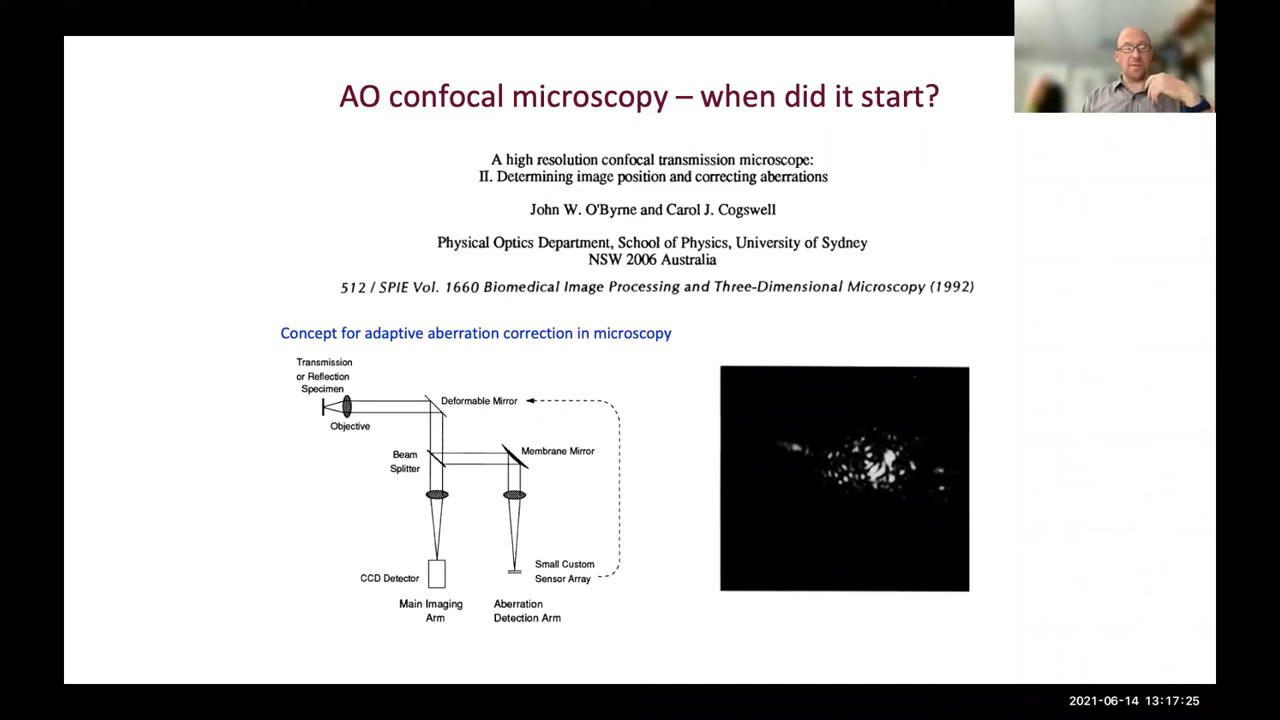 AO confocal microscopy – when did it start?
A high resolution confocal transmission microscope:
II. Determining image position and correcting aberrations
John W. O'Byrne and Carol J. Cogswell
Physical Optics Department, School of Physics, University of Sydney
NSW 2006 Australia
512 / SPIE Vol. 1660 Biomedical Image Processing and Three-Dimensional Microscopy (1992)
Concept for adaptive aberration correction in microscopy
Transmission
or Reflection
Specimen
Objective
Deformable Mirror
Beam
Splitter
Membrane Mirror
CCD Detector
Small Custom
Sensor Array
Main Imaging
Arm
Aberration
Detection Arm
2021-06-14 13:17:25